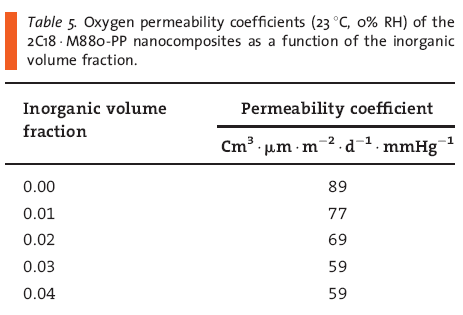 Table 5. Oxygen permeability coefficients (23 °C, 0% RH) of the
2C18 · M880-PP nanocomposites as a function of the inorganic
volume fraction.
Inorganic volume Permeability coefficient
fraction
Cm³ · μm · m⁻² · d⁻¹ · mmHg⁻¹
0.00 89
0.01 77
0.02 69
0.03 59
0.04 59